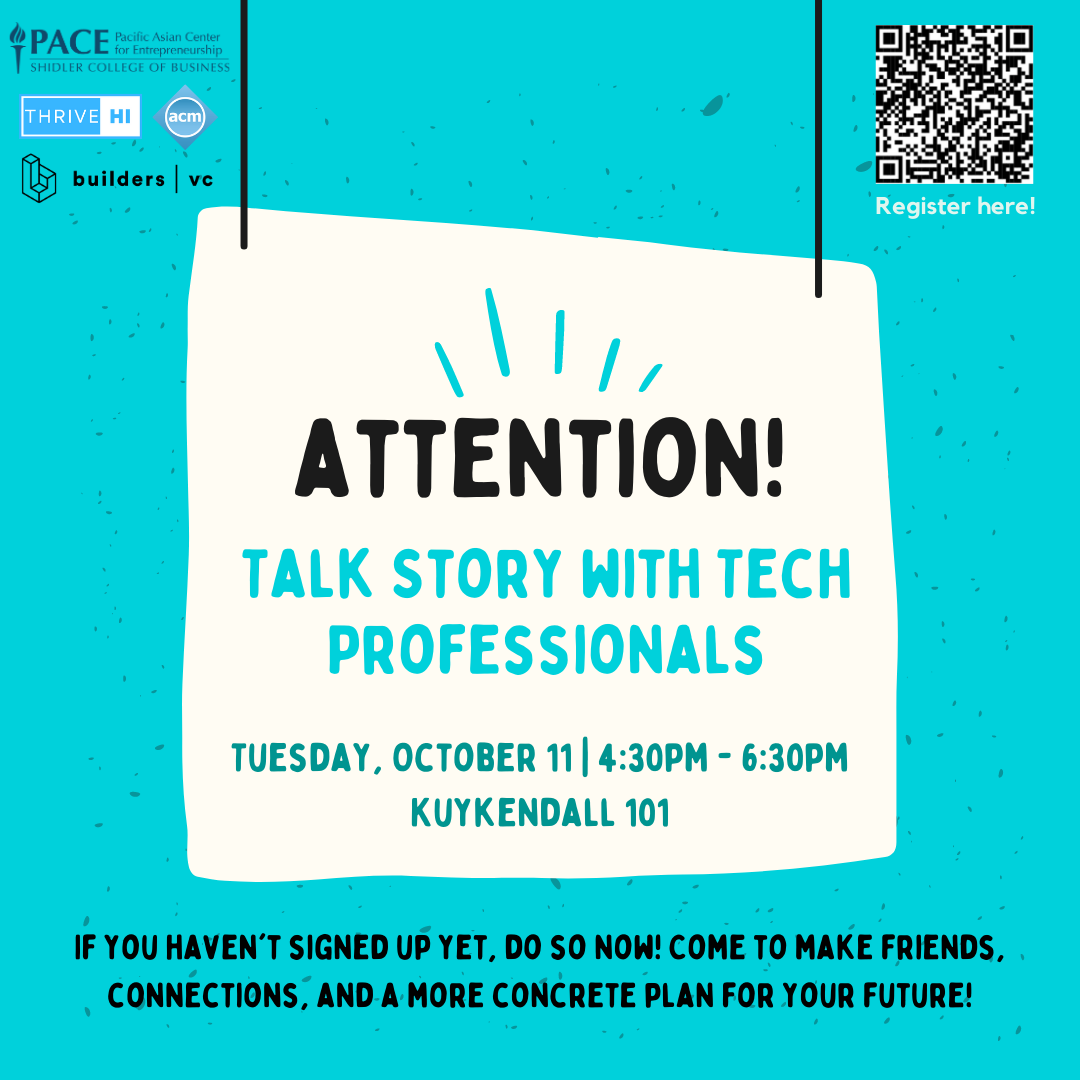 PACE Pacific Asian Center
for Entrepreneurship
SHIDLER COLLEGE OF BUSINESS
THRIVE HI
acm
builders | vc
Register here!
ATTENTION!
TALK STORY WITH TECH
PROFESSIONALS
TUESDAY, OCTOBER 11 | 4:30PM - 6:30PM
KUYKENDALL 101
IF YOU HAVEN'T SIGNED UP YET, DO SO NOW! COME TO MAKE FRIENDS,
CONNECTIONS, AND A MORE CONCRETE PLAN FOR YOUR FUTURE!